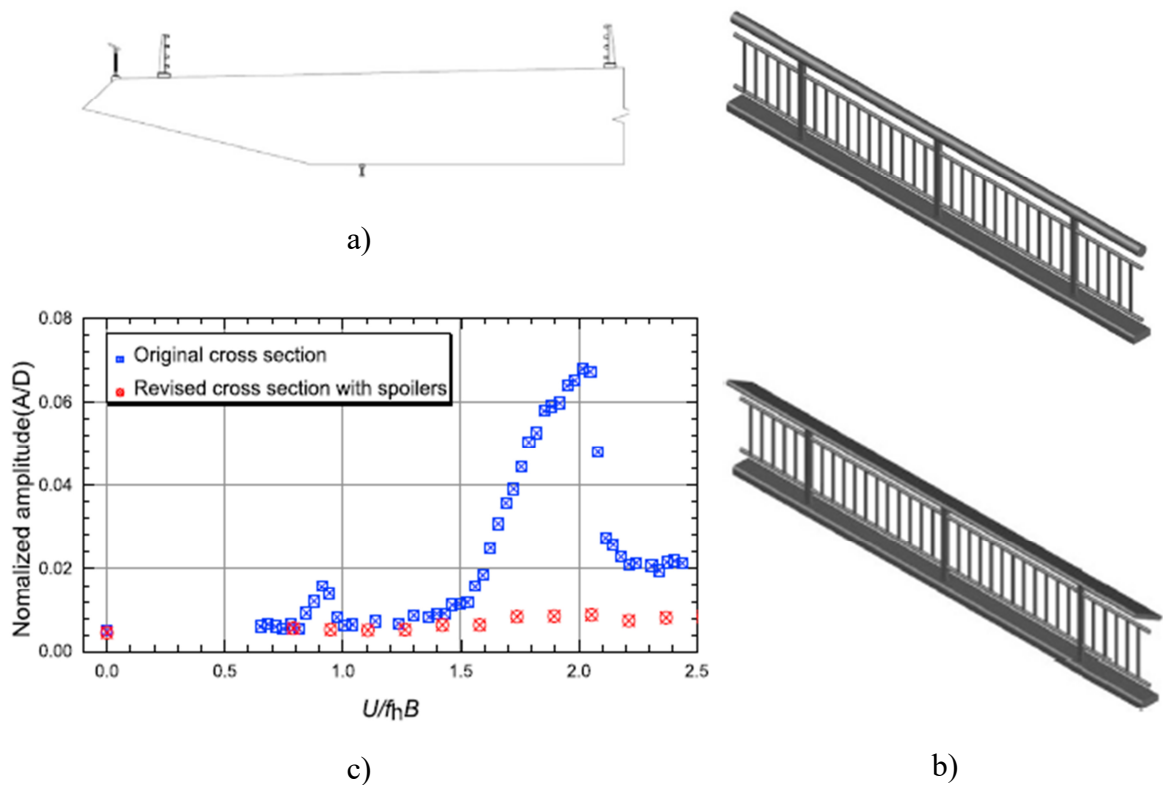 a)
0.08
0.06
0.04
0.02
0.00
Nomalized amplitude(A/D)
Original cross section
Revised cross section with spoilers
0.0 0.5 1.0 1.5 2.0 2.5
U/fhB
c)
b)